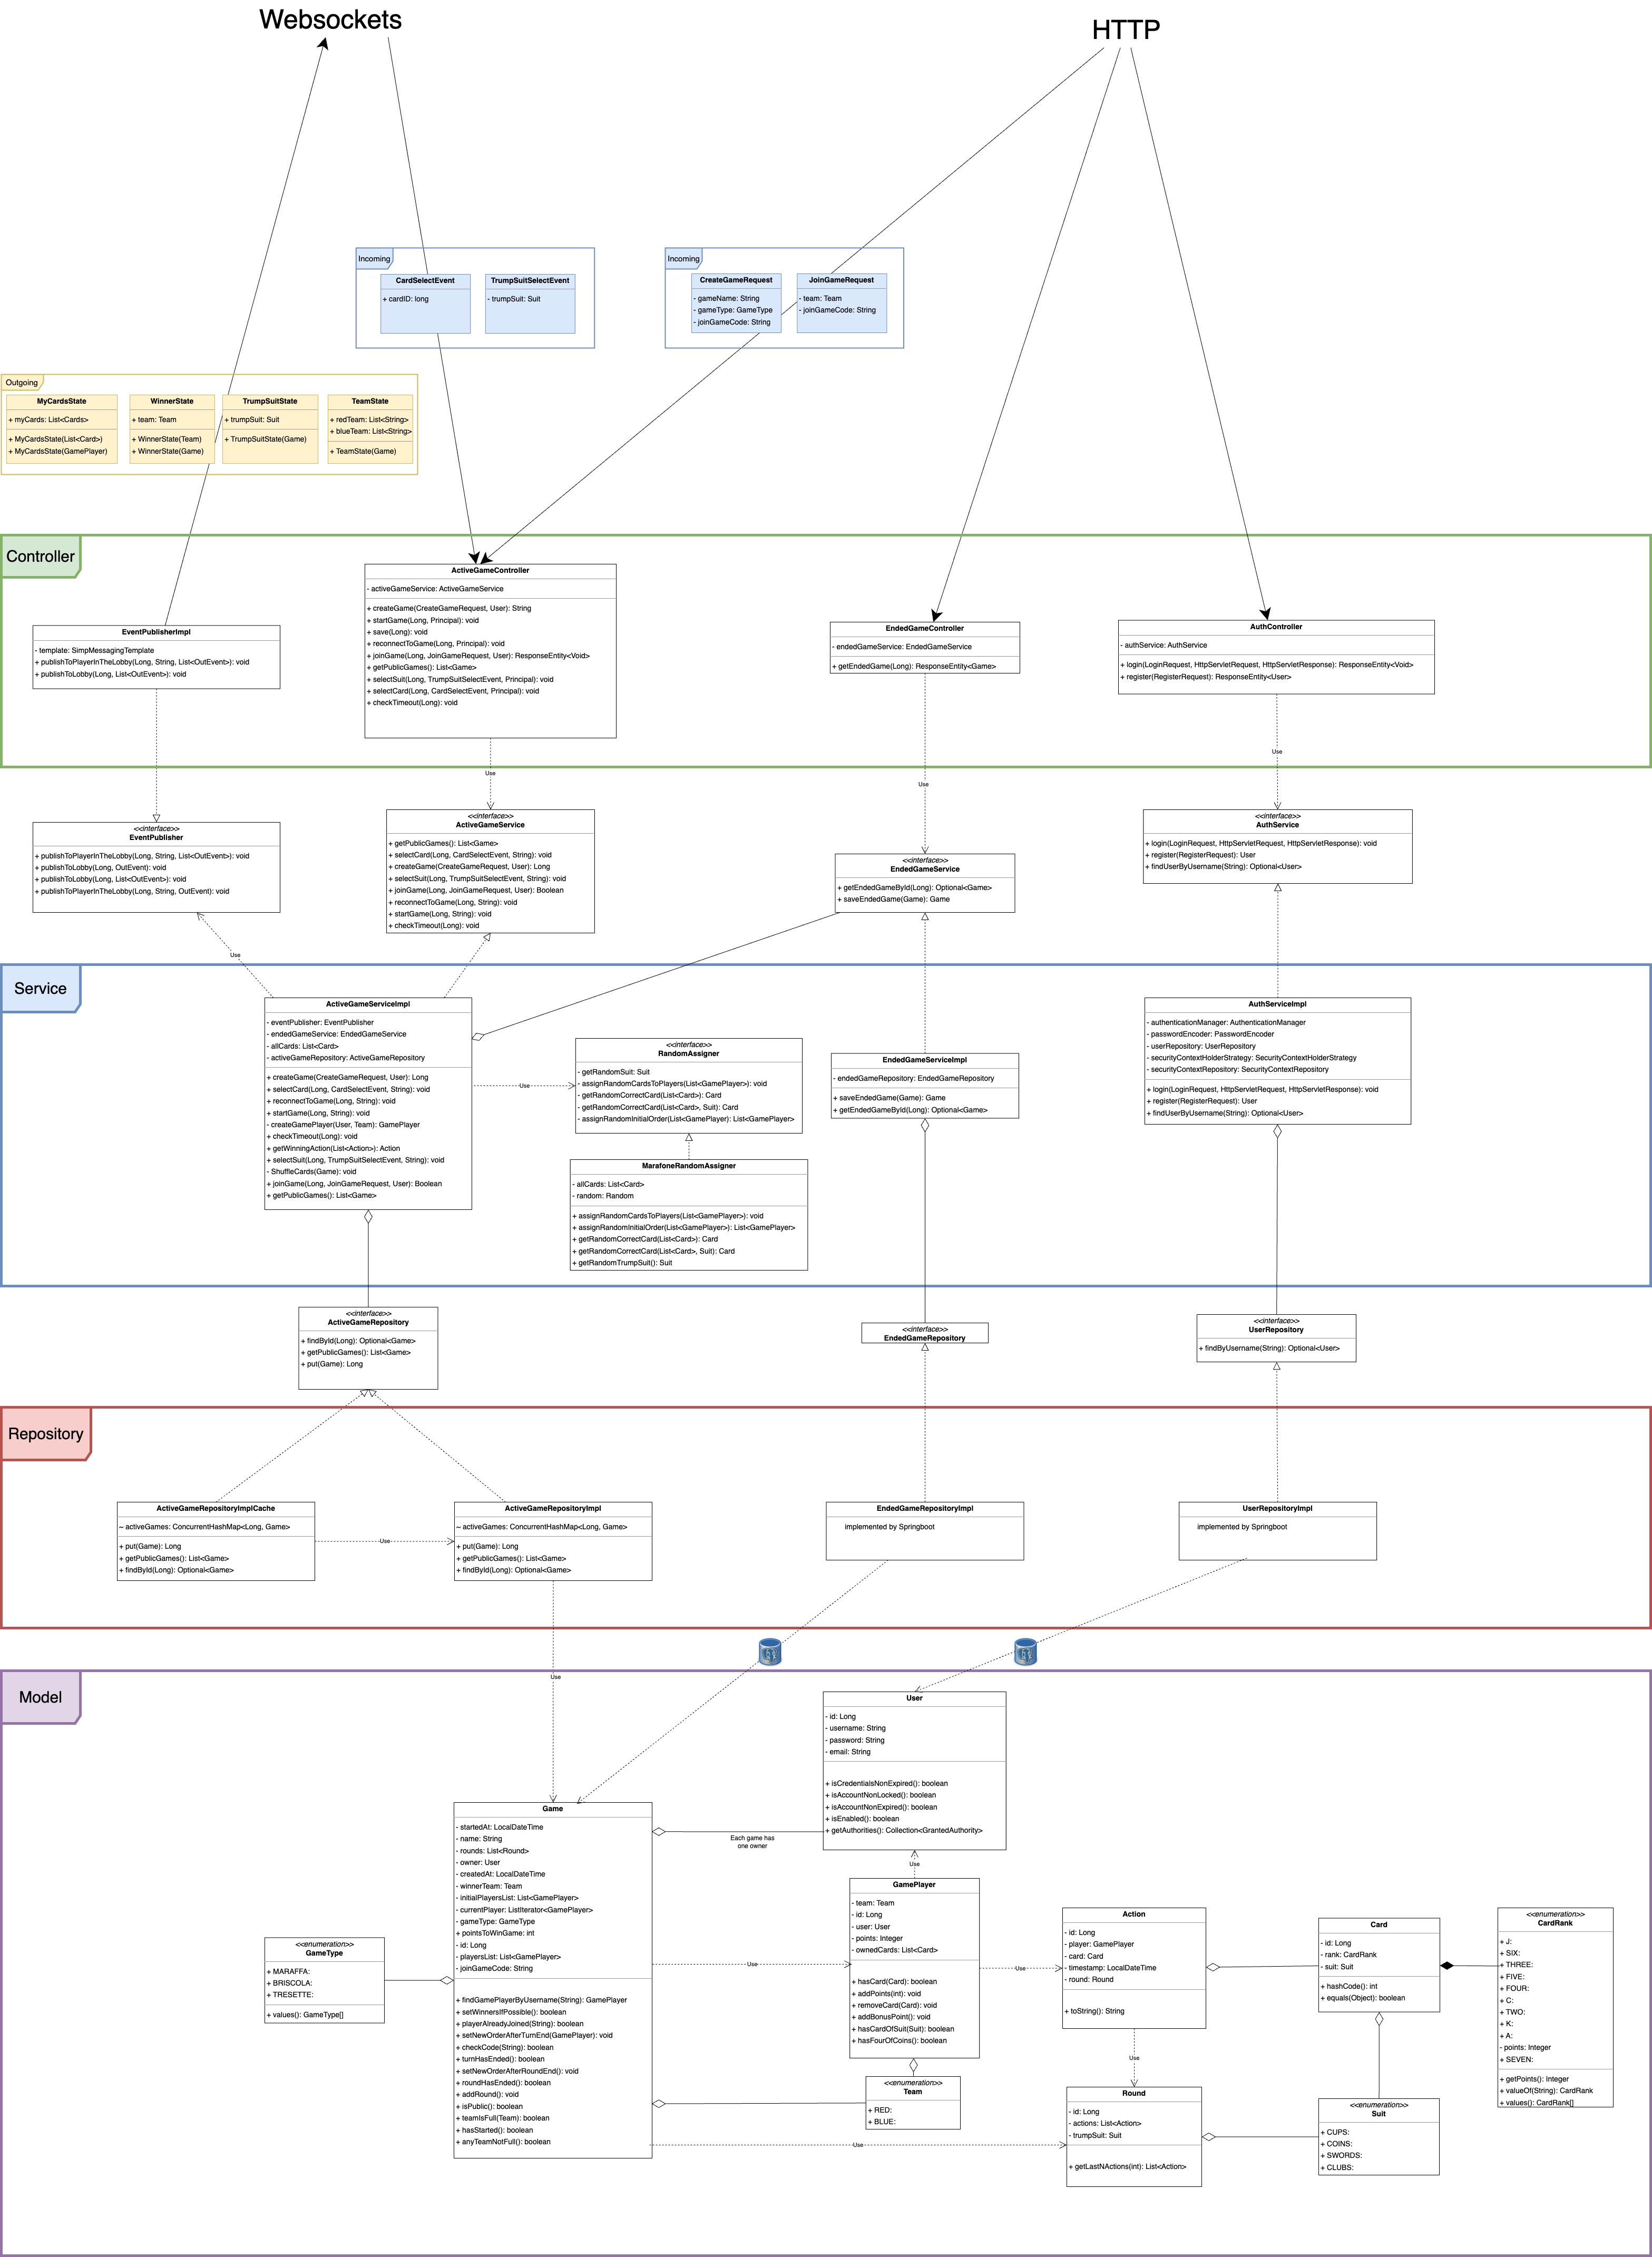 Websockets
HTTP
Incoming
CardSelectEvent
+ cardID: long
TrumpSuitSelectEvent
- trumpSuit: Suit
Incoming
CreateGameRequest
- gameName: String
- gameType: GameType
- joinGameCode: String
JoinGameRequest
- team: Team
- joinGameCode: String
Outgoing
MyCardsState
+ myCards: List<Cards>
+ MyCardsState(List<Card>)
+ MyCardsState(GamePlayer)
WinnerState
+ team: Team
+ WinnerState(Team)
+ WinnerState(Game)
TrumpSuitState
+ trumpSuit: Suit
+ TrumpSuitState(Game)
TeamState
+ redTeam: List<String>
+ blueTeam: List<String>
+ TeamState(Game)
Controller
EventPublisherImpl
- template: SimpMessagingTemplate
+ publishToPlayerInTheLobby(Long, String, List<OutEvent>): void
+ publishToLobby(Long, List<OutEvent>): void
ActiveGameController
- activeGameService: ActiveGameService
+ createGame(CreateGameRequest, User): String
+ startGame(Long, Principal): void
+ save(Long): void
+ reconnectToGame(Long, Principal): void
+ joinGame(Long, JoinGameRequest, User): ResponseEntity<Void>
+ getPublicGames(): List<Game>
+ selectSuit(Long, TrumpSuitSelectEvent, Principal): void
+ selectCard(Long, CardSelectEvent, Principal): void
+ checkTimeout(Long): void
EndedGameController
- endedGameService: EndedGameService
+ getEndedGame(Long): ResponseEntity<Game>
AuthController
- authService: AuthService
+ login(LoginRequest, HttpServletRequest, HttpServletResponse): ResponseEntity<Void>
+ register(RegisterRequest): ResponseEntity<User>
Use
Use
Use
<<interface>>
EventPublisher
+ publishToPlayerInTheLobby(Long, String, List<OutEvent>): void
+ publishToLobby(Long, OutEvent): void
+ publishToLobby(Long, List<OutEvent>): void
+ publishToPlayerInTheLobby(Long, String, OutEvent): void
<<interface>>
ActiveGameService
+ getPublicGames(): List<Game>
+ selectCard(Long, CardSelectEvent, String): void
+ createGame(CreateGameRequest, User): Long
+ selectSuit(Long, TrumpSuitSelectEvent, String): void
+ joinGame(Long, JoinGameRequest, User): Boolean
+ reconnectToGame(Long, String): void
+ startGame(Long, String): void
+ checkTimeout(Long): void
<<interface>>
EndedGameService
+ getEndedGameById(Long): Optional<Game>
+ saveEndedGame(Game): Game
<<interface>>
AuthService
+ login(LoginRequest, HttpServletRequest, HttpServletResponse): void
+ register(RegisterRequest): User
+ findUserByUsername(String): Optional<User>
Use
Service
ActiveGameServiceImpl
- eventPublisher: EventPublisher
- endedGameService: EndedGameService
- allCards: List<Card>
- activeGameRepository: ActiveGameRepository
+ createGame(CreateGameRequest, User): Long
+ selectCard(Long, CardSelectEvent, String): void
+ reconnectToGame(Long, String): void
+ startGame(Long, String): void
- createGamePlayer(User, Team): GamePlayer
+ checkTimeout(Long): void
+ getWinningAction(List<Action>): Action
+ selectSuit(Long, TrumpSuitSelectEvent, String): void
- ShuffleCards(Game): void
+ joinGame(Long, JoinGameRequest, User): Boolean
+ getPublicGames(): List<Game>
Use
<<interface>>
RandomAssigner
- getRandomSuit: Suit
- assignRandomCardsToPlayers(List<GamePlayer>): void
- getRandomCorrectCard(List<Card>): Card
- getRandomCorrectCard(List<Card>, Suit): Card
- assignRandomInitialOrder(List<GamePlayer): List<GamePlayer>
MarafoneRandomAssigner
- allCards: List<Card>
- random: Random
+ assignRandomCardsToPlayers(List<GamePlayer>): void
+ assignRandomInitialOrder(List<GamePlayer>): List<GamePlayer>
+ getRandomCorrectCard(List<Card>): Card
+ getRandomCorrectCard(List<Card>, Suit): Card
+ getRandomTrumpSuit(): Suit
EndedGameServiceImpl
- endedGameRepository: EndedGameRepository
+ saveEndedGame(Game): Game
+ getEndedGameById(Long): Optional<Game>
AuthServiceImpl
- authenticationManager: AuthenticationManager
- passwordEncoder: PasswordEncoder
- userRepository: UserRepository
- securityContextHolderStrategy: SecurityContextHolderStrategy
- securityContextRepository: SecurityContextRepository
+ login(LoginRequest, HttpServletRequest, HttpServletResponse): void
+ register(RegisterRequest): User
+ findUserByUsername(String): Optional<User>
<<interface>>
ActiveGameRepository
+ findById(Long): Optional<Game>
+ getPublicGames(): List<Game>
+ put(Game): Long
<<interface>>
EndedGameRepository
<<interface>>
UserRepository
+ findByUsername(String): Optional<User>
Repository
ActiveGameRepositoryImplCache
~ activeGames: ConcurrentHashMap<Long, Game>
+ put(Game): Long
+ getPublicGames(): List<Game>
+ findById(Long): Optional<Game>
Use
ActiveGameRepositoryImpl
~ activeGames: ConcurrentHashMap<Long, Game>
+ put(Game): Long
+ getPublicGames(): List<Game>
+ findById(Long): Optional<Game>
EndedGameRepositoryImpl
implemented by Springboot
UserRepositoryImpl
implemented by Springboot
Use
Model
User
- id: Long
- username: String
- password: String
- email: String
+ isCredentialsNonExpired(): boolean
+ isAccountNonLocked(): boolean
+ isAccountNonExpired(): boolean
+ isEnabled(): boolean
+ getAuthorities(): Collection<GrantedAuthority>
Each game has
one owner
Use
Game
- startedAt: LocalDateTime
- name: String
- rounds: List<Round>
- owner: User
- createdAt: LocalDateTime
- winnerTeam: Team
- initialPlayersList: List<GamePlayer>
- currentPlayer: ListIterator<GamePlayer>
- gameType: GameType
+ pointsToWinGame: int
- id: Long
- playersList: List<GamePlayer>
- joinGameCode: String
+ findGamePlayerByUsername(String): GamePlayer
+ setWinnersIfPossible(): boolean
+ playerAlreadyJoined(String): boolean
+ setNewOrderAfterTurnEnd(GamePlayer): void
+ checkCode(String): boolean
+ turnHasEnded(): boolean
+ setNewOrderAfterRoundEnd(): void
+ roundHasEnded(): boolean
+ addRound(): void
+ isPublic(): boolean
+ teamIsFull(Team): boolean
+ hasStarted(): boolean
+ anyTeamNotFull(): boolean
<<enumeration>>
GameType
+ MARAFFA:
+ BRISCOLA:
+ TRESETTE:
+ values(): GameType[]
Use
GamePlayer
- team: Team
- id: Long
- user: User
- points: Integer
- ownedCards: List<Card>
+ hasCard(Card): boolean
+ addPoints(int): void
+ removeCard(Card): void
+ addBonusPoint(): void
+ hasCardOfSuit(Suit): boolean
+ hasFourOfCoins(): boolean
<<enumeration>>
Team
+ RED:
+ BLUE:
Use
Use
Action
- id: Long
- player: GamePlayer
- card: Card
- timestamp: LocalDateTime
- round: Round
+ toString(): String
Use
Round
- id: Long
- actions: List<Action>
- trumpSuit: Suit
+ getLastNActions(int): List<Action>
Card
- id: Long
- rank: CardRank
- suit: Suit
+ hashCode(): int
+ equals(Object): boolean
<<enumeration>>
Suit
+ CUPS:
+ COINS:
+ SWORDS:
+ CLUBS:
<<enumeration>>
CardRank
+ J:
+ SIX:
+ THREE:
+ FIVE:
+ FOUR:
+ C:
+ TWO:
+ K:
+ A:
- points: Integer
+ SEVEN:
+ getPoints(): Integer
+ valueOf(String): CardRank
+ values(): CardRank[]